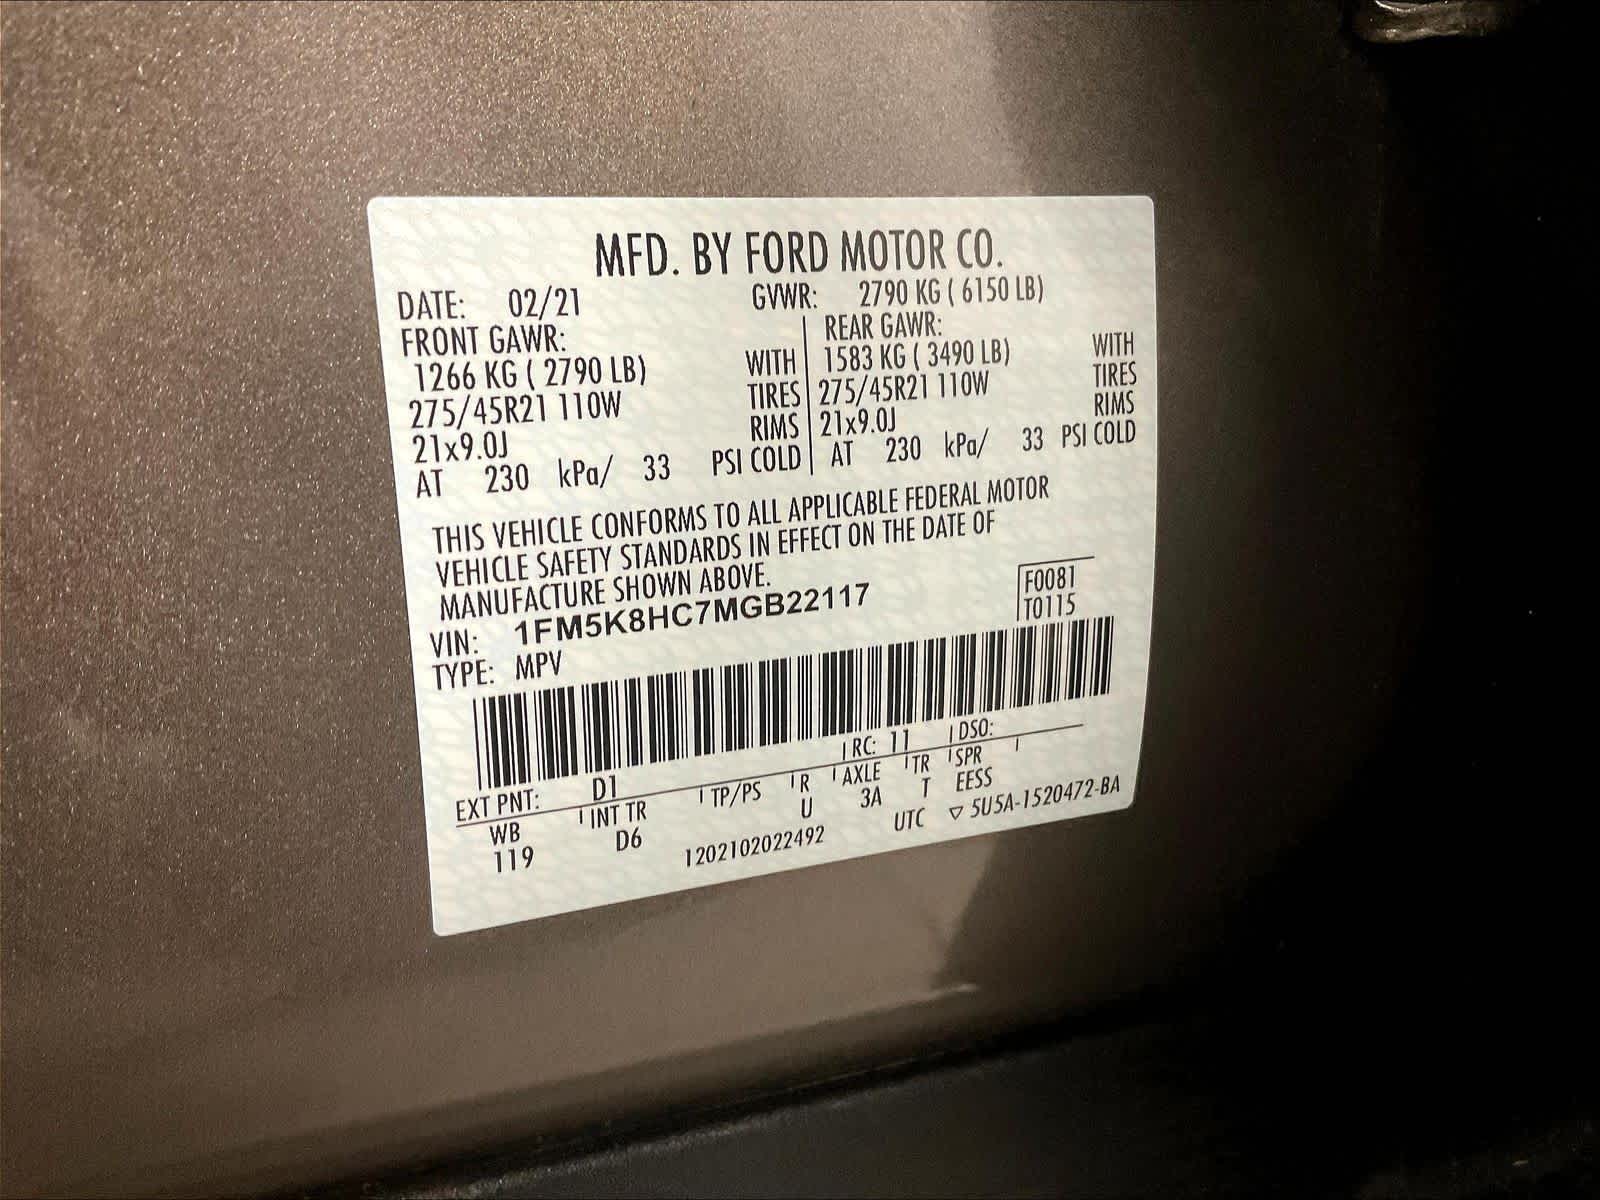 MFD. BY FORD MOTOR CO.
DATE: 02/21 GVWR: 2790 KG ( 6150 LB)
FRONT GAWR: REAR GAWR:
1266 KG ( 2790 LB) WITH 1583 KG ( 3490 LB) WITH
275/45R21 110W TIRES 275/45R21 110W TIRES
21x9.0J RIMS 21x9.0J RIMS
AT 230 kPa/ 33 PSI COLD AT 230 kPa/ 33 PSI COLD
THIS VEHICLE CONFORMS TO ALL APPLICABLE FEDERAL MOTOR
VEHICLE SAFETY STANDARDS IN EFFECT ON THE DATE OF
MANUFACTURE SHOWN ABOVE.
VIN: 1FM5K8HC7MGB22117 F0081
TYPE: MPV T0115
EXT PNT: D1 RC: 11 DSO:
WB INT TR TP/PS R AXLE TR SPR
119 D6 U 3A T EESS
1202102022492 UTC ▽ 5U5A-1520472-BA